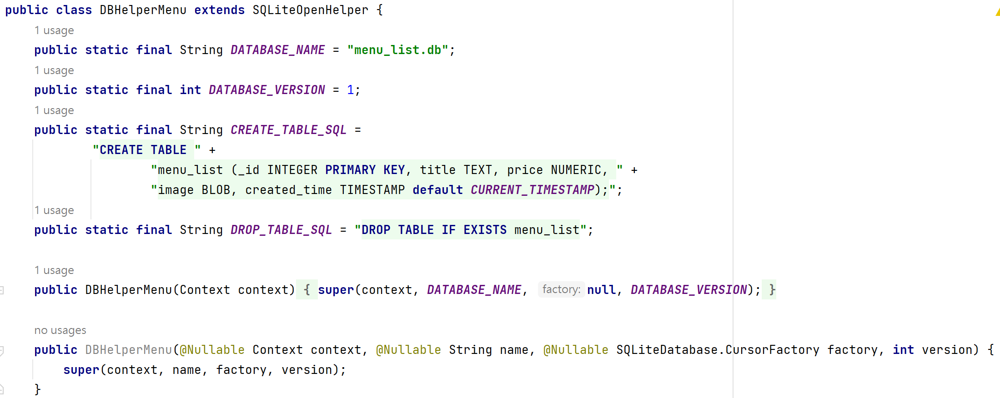 public class DBHelperMenu extends SQLiteOpenHelper {
1 usage
public static final String DATABASE_NAME = "menu_list.db";
1 usage
public static final int DATABASE_VERSION = 1;
1 usage
public static final String CREATE_TABLE_SQL =
"CREATE TABLE " +
"menu_list (_id INTEGER PRIMARY KEY, title TEXT, price NUMERIC, " +
"image BLOB, created_time TIMESTAMP default CURRENT_TIMESTAMP);";
1 usage
public static final String DROP_TABLE_SQL = "DROP TABLE IF EXISTS menu_list";
1 usage
public DBHelperMenu(Context context) { super(context, DATABASE_NAME, factory: null, DATABASE_VERSION); }
no usages
public DBHelperMenu(@Nullable Context context, @Nullable String name, @Nullable SQLiteDatabase.CursorFactory factory, int version) {
super(context, name, factory, version);
}